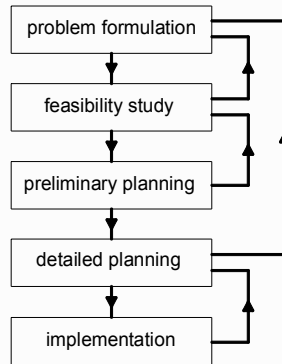 problem formulation
feasibility study
preliminary planning
detailed planning
implementation